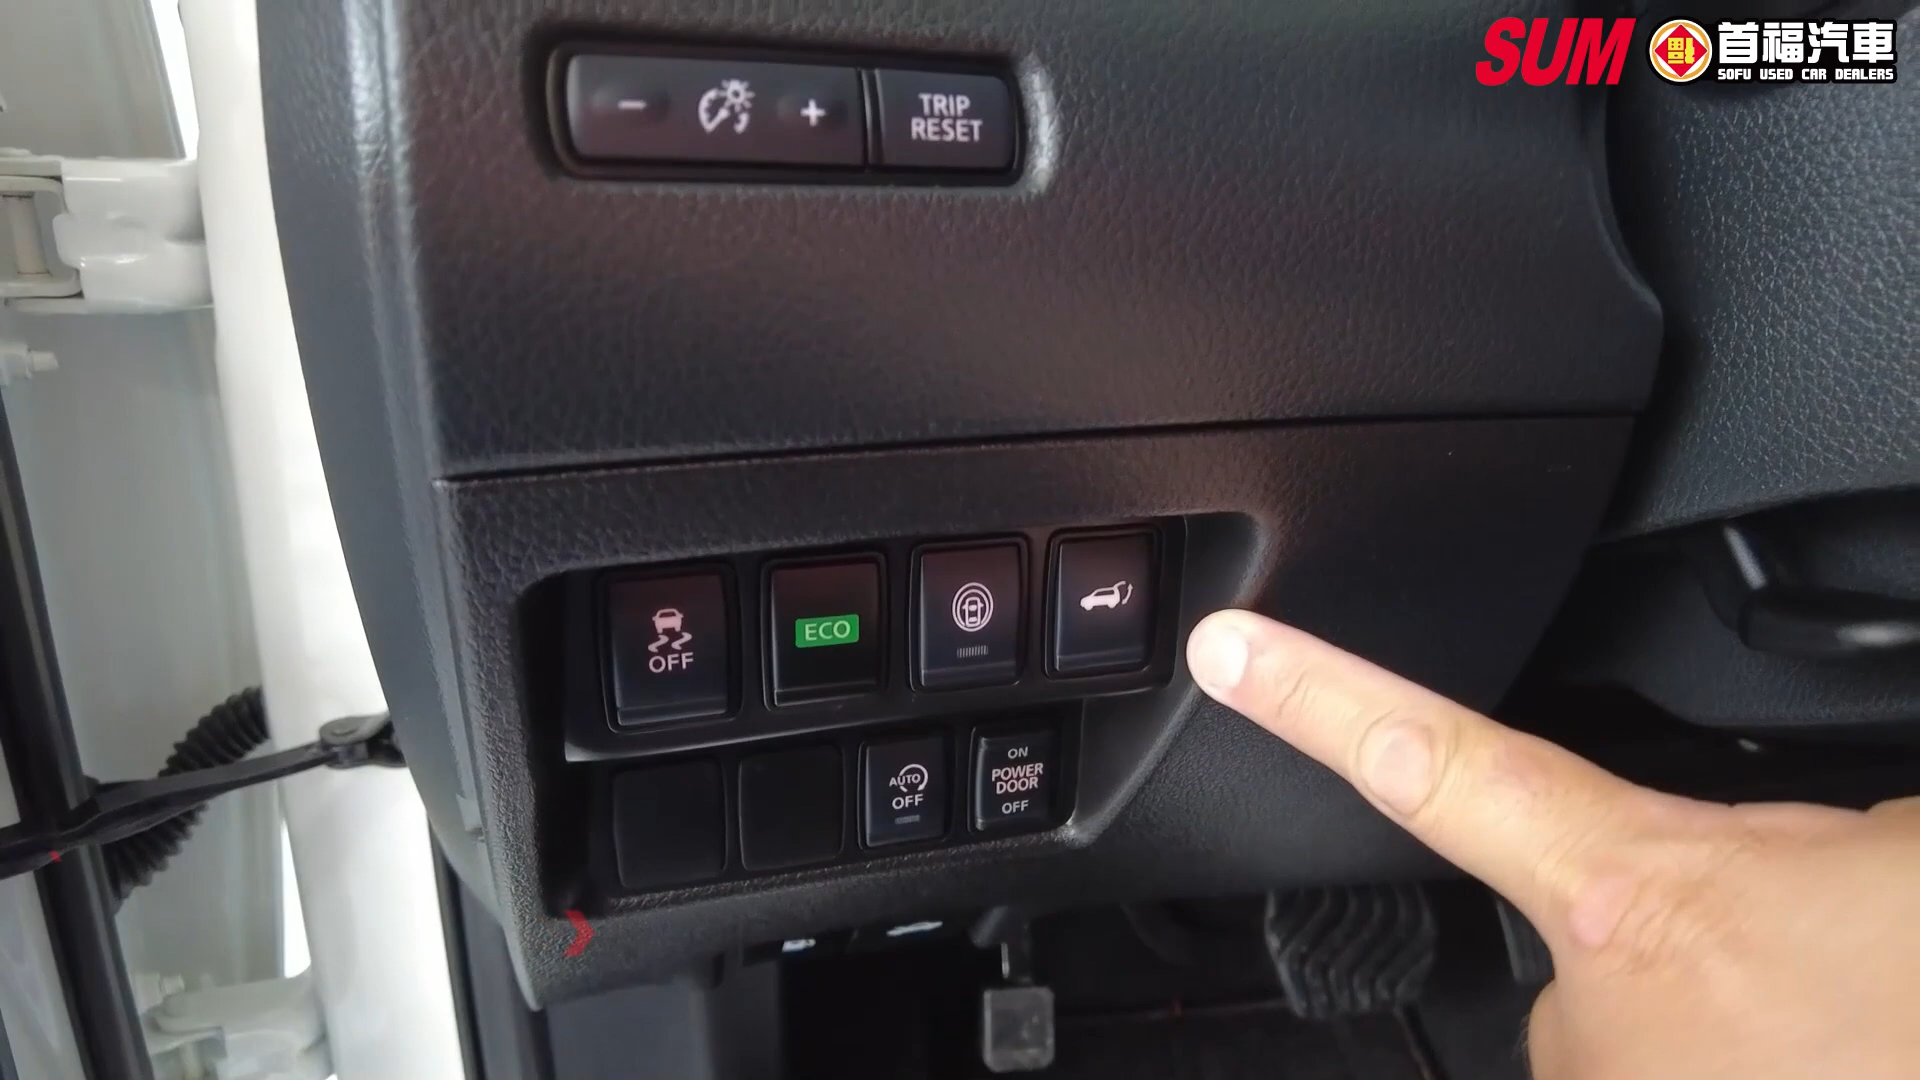 SUM
福
首福汽車
SOFU USED CAR DEALERS
− +
TRIP
RESET
OFF
ECO
AUTO
OFF
ON
POWER
DOOR
OFF